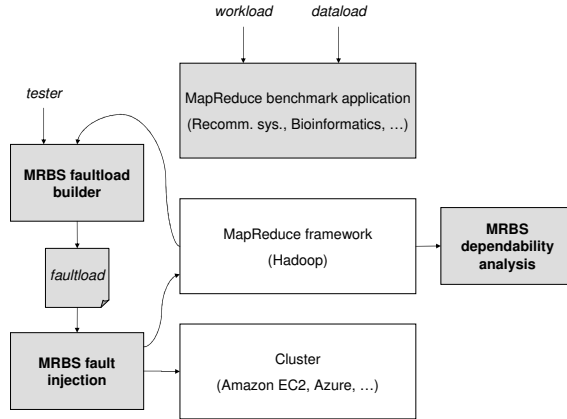 workload dataload
tester
MapReduce benchmark application
(Recomm. sys., Bioinformatics, …)
MRBS faultload
builder
MapReduce framework
(Hadoop)
MRBS
dependability
analysis
faultload
MRBS fault
injection
Cluster
(Amazon EC2, Azure, …)